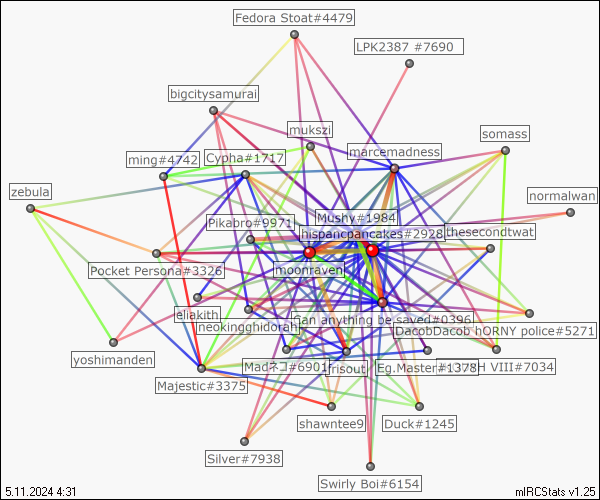 Fedora Stoat#4479
LPK2387 #7690
bigcitysamurai
mukszi
somass
marcemadness
ming#4742
Cypha#1717
zebula
normalwan
Mushy#1984
Pikabro#9971
hispancpancakes#2928
thesecondtwat
moonraven
Pocket Persona#3326
eliakith
an anything be saved#0396
neokingghidorah
DacobDacob hORNY police#5271
yoshimanden
Madネコ#6901
frisout
Eg.Master#1378
VIII#7034
Majestic#3375
shawntee9
Duck#1245
Silver#7938
Swirly Boi#6154
5.11.2024 4:31
mIRCStats v1.25